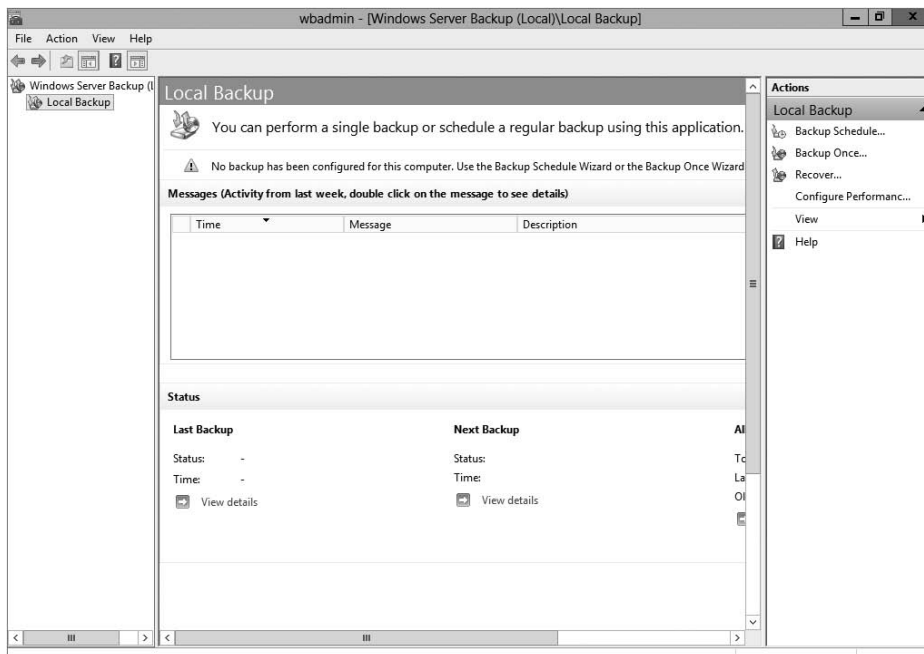 wbadmin - [Windows Server Backup (Local)\Local Backup]
File Action View Help
Windows Server Backup (l
Local Backup
Local Backup
You can perform a single backup or schedule a regular backup using this application.
No backup has been configured for this computer. Use the Backup Schedule Wizard or the Backup Once Wizard
Messages (Activity from last week, double click on the message to see details)
Time Message Description
Status
Last Backup
Status: -
Time: -
View details
Next Backup
Status:
Time:
View details
Al
To
La
Ol
Actions
Local Backup
Backup Schedule...
Backup Once...
Recover...
Configure Performanc...
View
Help